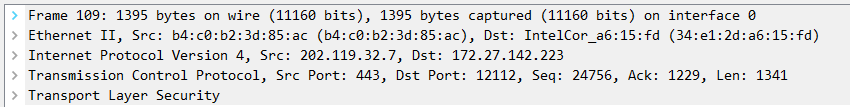 Frame 109: 1395 bytes on wire (11160 bits), 1395 bytes captured (11160 bits) on interface 0
Ethernet II, Src: b4:c0:b2:3d:85:ac (b4:c0:b2:3d:85:ac), Dst: IntelCor_a6:15:fd (34:e1:2d:a6:15:fd)
Internet Protocol Version 4, Src: 202.119.32.7, Dst: 172.27.142.223
Transmission Control Protocol, Src Port: 443, Dst Port: 12112, Seq: 24756, Ack: 1229, Len: 1341
Transport Layer Security